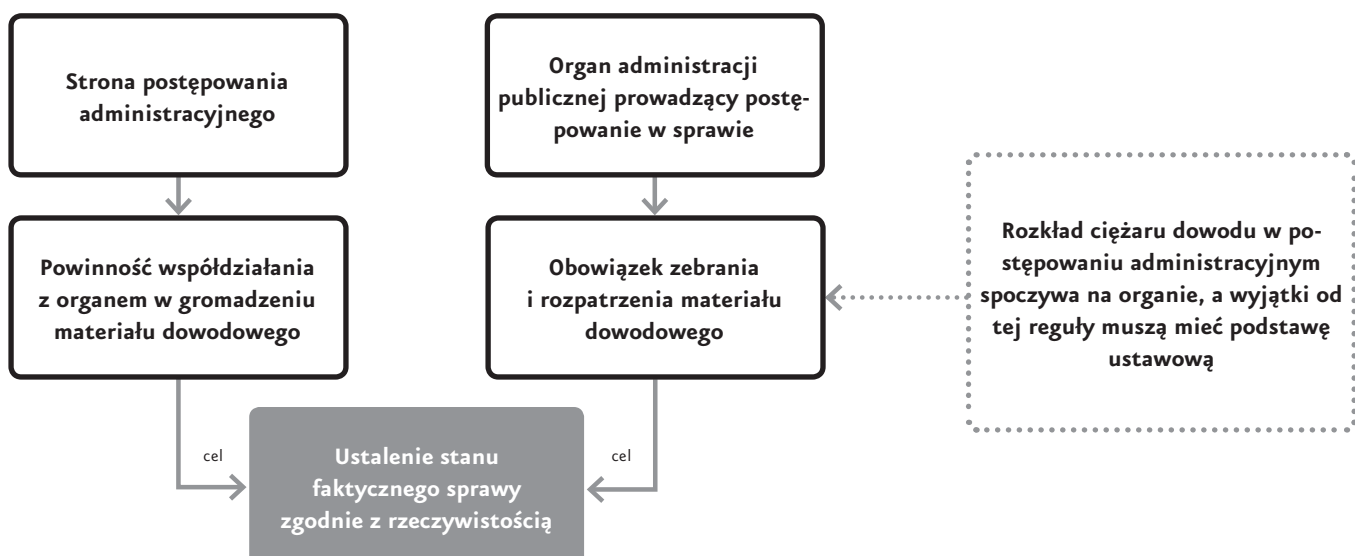 Strona postępowania
administracyjnego
Organ administracji
publicznej prowadzący postę-
powanie w sprawie
Powinność współdziałania
z organem w gromadzeniu
materiału dowodowego
Obowiązek zebrania
i rozpatrzenia materiału
dowodowego
Rozkład ciężaru dowodu w po-
stępowaniu administracyjnym
spoczywa na organie, a wyjątki od
tej reguły muszą mieć podstawę
ustawową
cel
Ustalenie stanu
faktycznego sprawy
zgodnie z rzeczywistością
cel